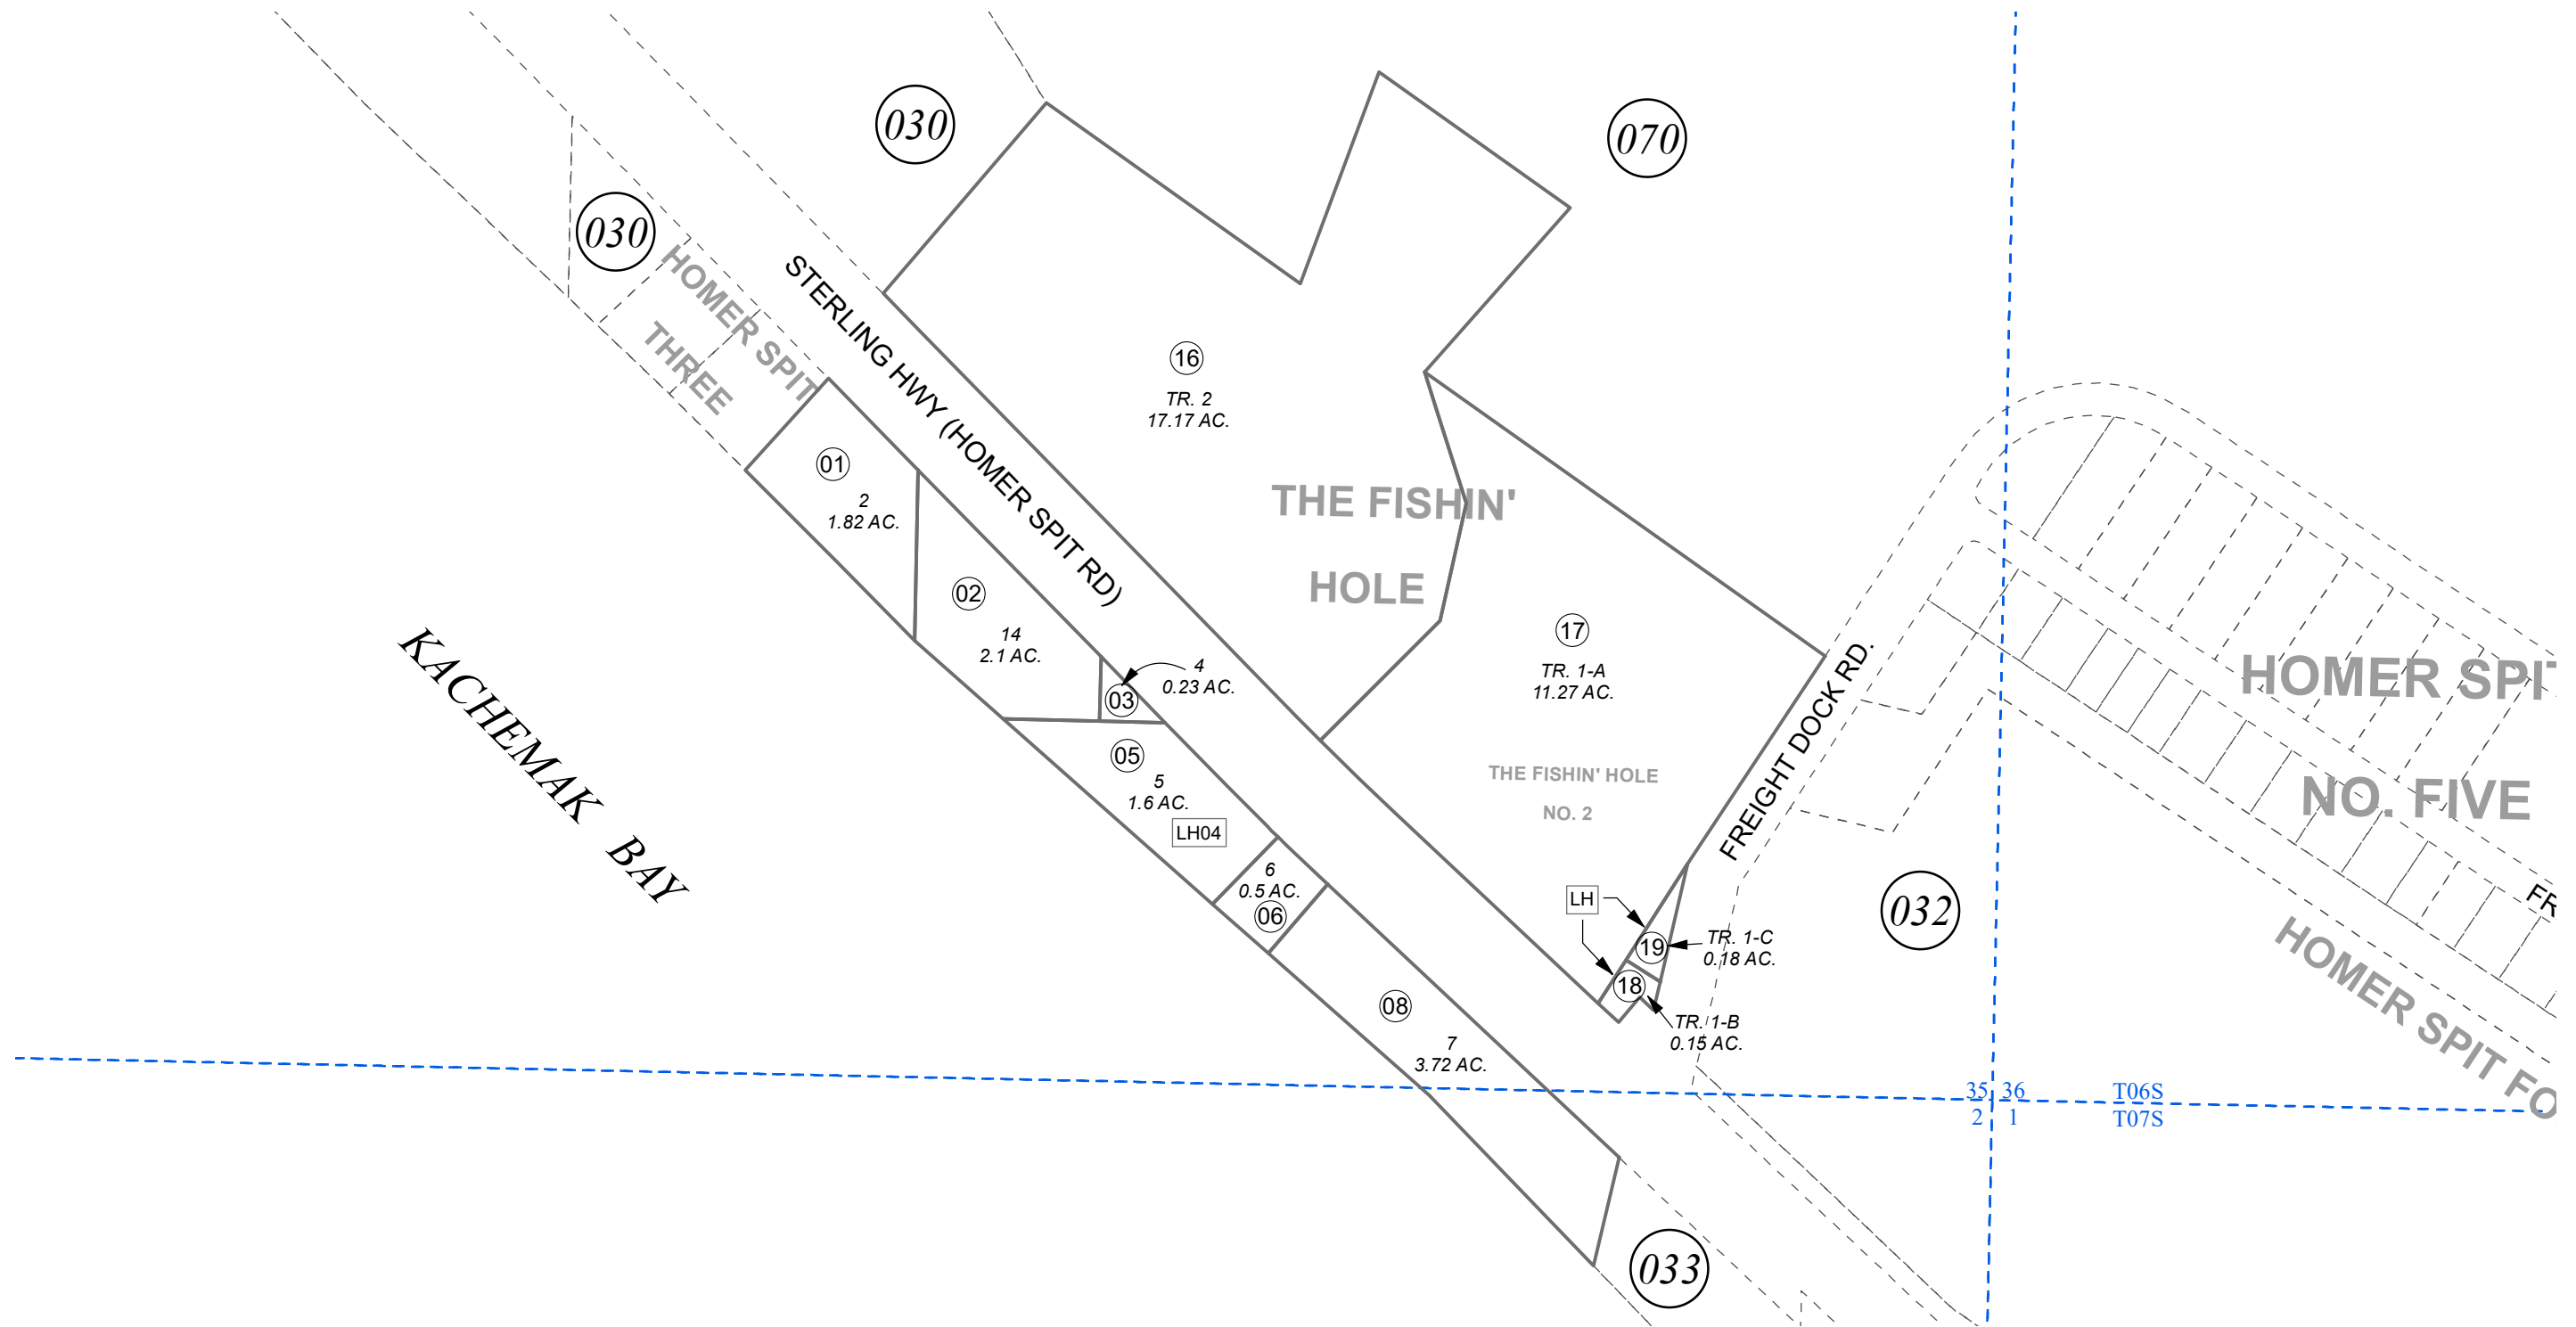 030
070
030
HOMER SPIT
THREE
STERLING HWY (HOMER SPIT RD)
16
TR. 2
17.17 AC.
01
2
1.82 AC.
THE FISHIN'
HOLE
02
14
2.1 AC.
03
4
0.23 AC.
17
TR. 1-A
11.27 AC.
THE FISHIN' HOLE
NO. 2
FREIGHT DOCK RD.
HOMER SPIT
NO. FIVE
05
5
1.6 AC.
LH04
KACHEMAK BAY
6
0.5 AC.
06
LH
19
TR. 1-C
0.18 AC.
18
TR. 1-B
0.15 AC.
032
FR
HOMER SPIT FO
08
7
3.72 AC.
35 36 T06S
2 1 T07S
033